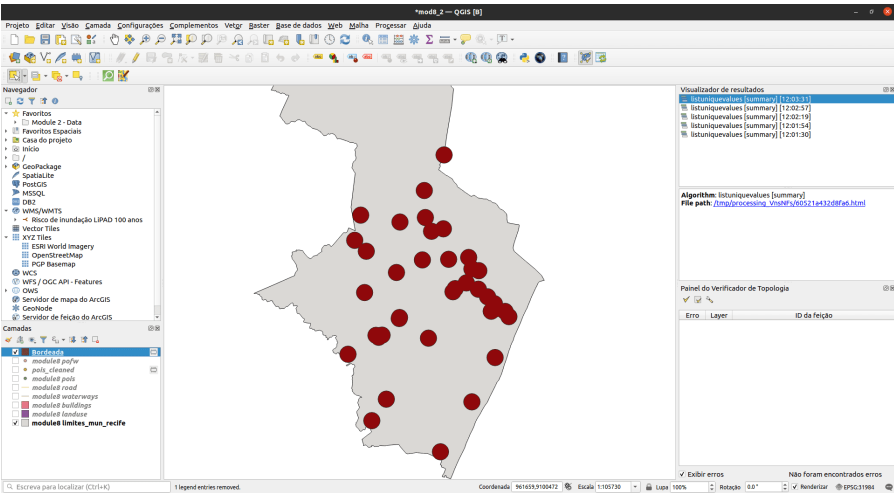 *mod8_2 — QGIS [B]
Projeto Editar Visão Camada Configurações Complementos Vetor Raster Base de dados Web Malha Processar Ajuda
Navegador
Favoritos
Module 2 - Data
Favoritos Espaciais
Casa do projeto
Início
/
GeoPackage
SpatiaLite
PostGIS
MSSQL
DB2
WMS/WMTS
Risco de inundação LiPAD 100 anos
Vector Tiles
XYZ Tiles
ESRI World Imagery
OpenStreetMap
PGP Basemap
WCS
WFS / OGC API - Features
OWS
Servidor de mapa do ArcGIS
GeoNode
Servidor de feição do ArcGIS
Camadas
Bordeada
module8 pofw
pois_cleaned
module8 pois
module8 road
module8 waterways
module8 buildings
module8 landuse
module8 limites_mun_recife
Visualizador de resultados
listuniquevalues [summary] [12:03:31]
listuniquevalues [summary] [12:02:57]
listuniquevalues [summary] [12:02:19]
listuniquevalues [summary] [12:01:54]
listuniquevalues [summary] [12:01:30]
Algorithm: listuniquevalues [summary]
File path: /tmp/processing_VnsNFs/60521a432d8fa6.html
Painel do Verificador de Topologia
Erro Layer ID da feição
Exibir erros Não foram encontrados erros
Escreva para localizar (Ctrl+K) 1 legend entries removed. Coordenada 961659,9100472 Escala 1:105730 Lupa 100% Rotação 0.0 ° Renderizar EPSG:31984